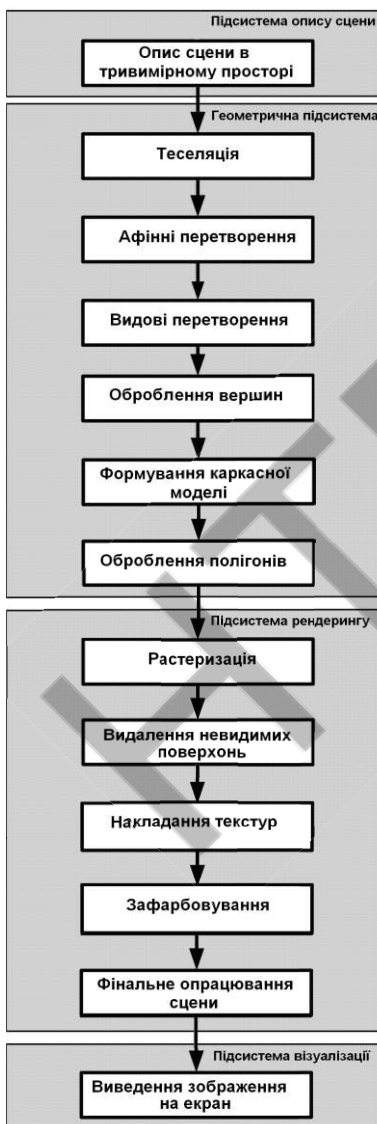 Підсистема опису сцени
Опис сцени в
тривимірному просторі
Геометрична підсистема
Теселяція
Афінні перетворення
Видові перетворення
Оброблення вершин
Формування каркасної
моделі
Оброблення полігонів
Підсистема рендерингу
Растеризація
Видалення невидимих
поверхонь
Накладання текстур
Зафарбовування
Фінальне опрацювання
сцени
Підсистема візуалізації
Виведення зображення
на екран